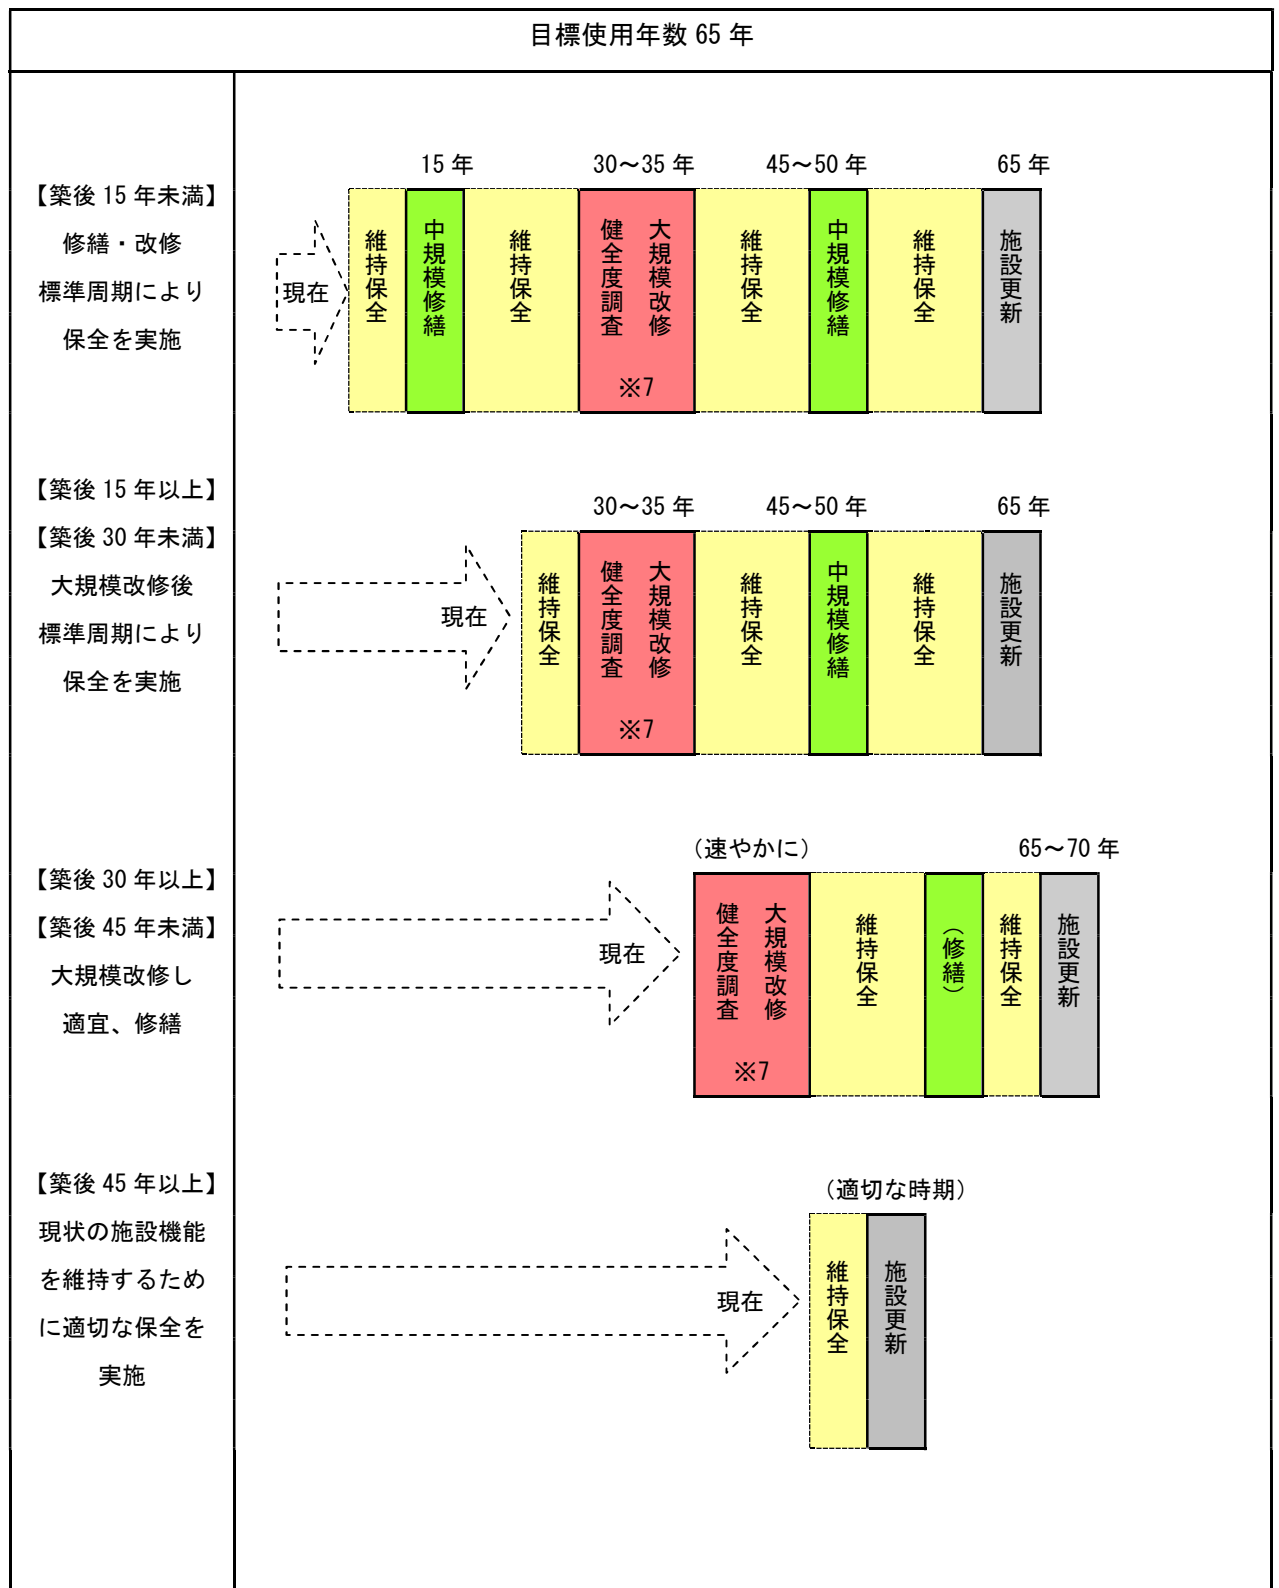 目標使用年数 65 年
【築後 15 年未満】
修繕・改修
標準周期により
保全を実施
15 年
30～35 年
45～50 年
65 年
現在
維持保全
中規模修繕
維持保全
健全度調査
大規模改修
※7
維持保全
中規模修繕
維持保全
施設更新
【築後 15 年以上】
【築後 30 年未満】
大規模改修後
標準周期により
保全を実施
30～35 年
45～50 年
65 年
現在
維持保全
健全度調査
大規模改修
※7
維持保全
中規模修繕
維持保全
施設更新
【築後 30 年以上】
【築後 45 年未満】
大規模改修し
適宜、修繕
（速やかに）
65～70 年
現在
健全度調査
大規模改修
※7
維持保全
（修繕）
維持保全
施設更新
【築後 45 年以上】
現状の施設機能
を維持するため
に適切な保全を
実施
（適切な時期）
現在
維持保全
施設更新